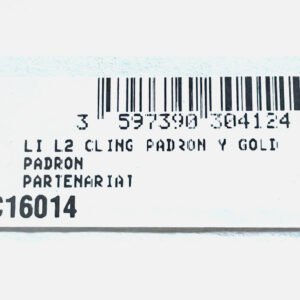 3 597390 304124
LI L2 CLING PADRON Y GOLD
PADRON
PARTENARIAT
C16014